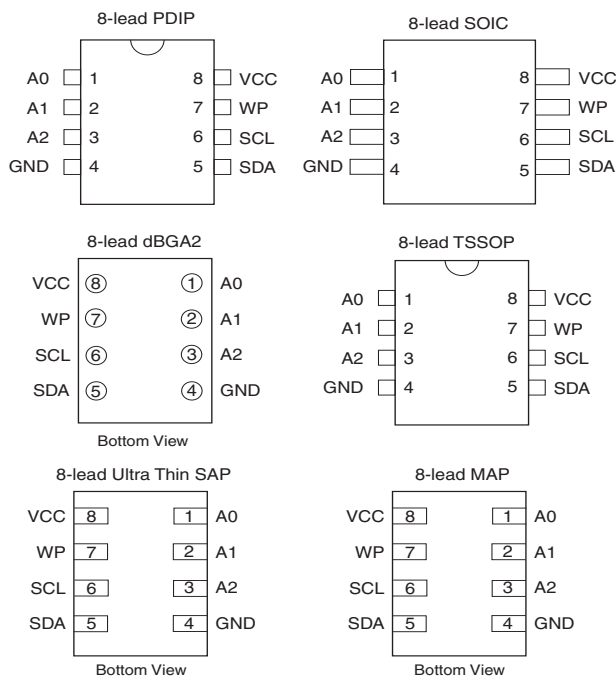 8-lead PDIP
A0 1 8 VCC
A1 2 7 WP
A2 3 6 SCL
GND 4 5 SDA
8-lead SOIC
A0 1 8 VCC
A1 2 7 WP
A2 3 6 SCL
GND 4 5 SDA
8-lead dBGA2
VCC 8 1 A0
WP 7 2 A1
SCL 6 3 A2
SDA 5 4 GND
Bottom View
8-lead TSSOP
A0 1 8 VCC
A1 2 7 WP
A2 3 6 SCL
GND 4 5 SDA
8-lead Ultra Thin SAP
VCC 8 1 A0
WP 7 2 A1
SCL 6 3 A2
SDA 5 4 GND
Bottom View
8-lead MAP
VCC 8 1 A0
WP 7 2 A1
SCL 6 3 A2
SDA 5 4 GND
Bottom View